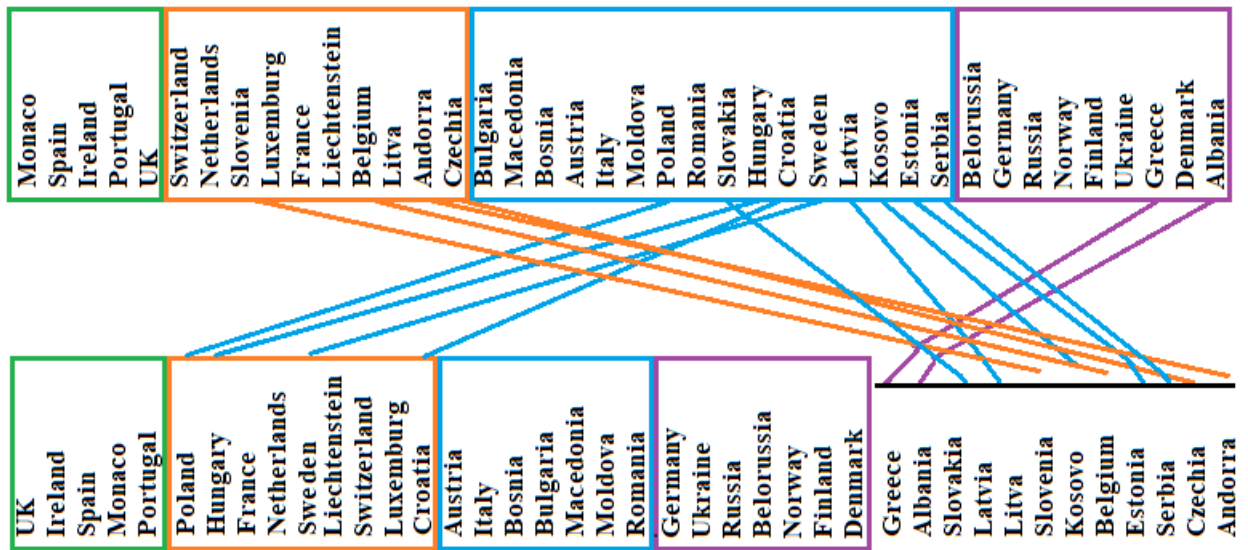 Monaco
Spain
Ireland
Portugal
UK
Switzerland
Netherlands
Slovenia
Luxemburg
France
Liechtenstein
Belgium
Litva
Andorra
Czechia
Bulgaria
Macedonia
Bosnia
Austria
Italy
Moldova
Poland
Romania
Slovakia
Hungary
Croatia
Sweden
Latvia
Kosovo
Estonia
Serbia
Belorussia
Germany
Russia
Norway
Finland
Ukraine
Greece
Denmark
Albania
UK
Ireland
Spain
Monaco
Portugal
Poland
Hungary
France
Netherlands
Sweden
Liechtenstein
Switzerland
Luxemburg
Croatia
Austria
Italy
Bosnia
Bulgaria
Macedonia
Moldova
Romania
Germany
Ukraine
Russia
Belorussia
Norway
Finland
Denmark
Greece
Albania
Slovakia
Latvia
Litva
Slovenia
Kosovo
Belgium
Estonia
Serbia
Czechia
Andorra